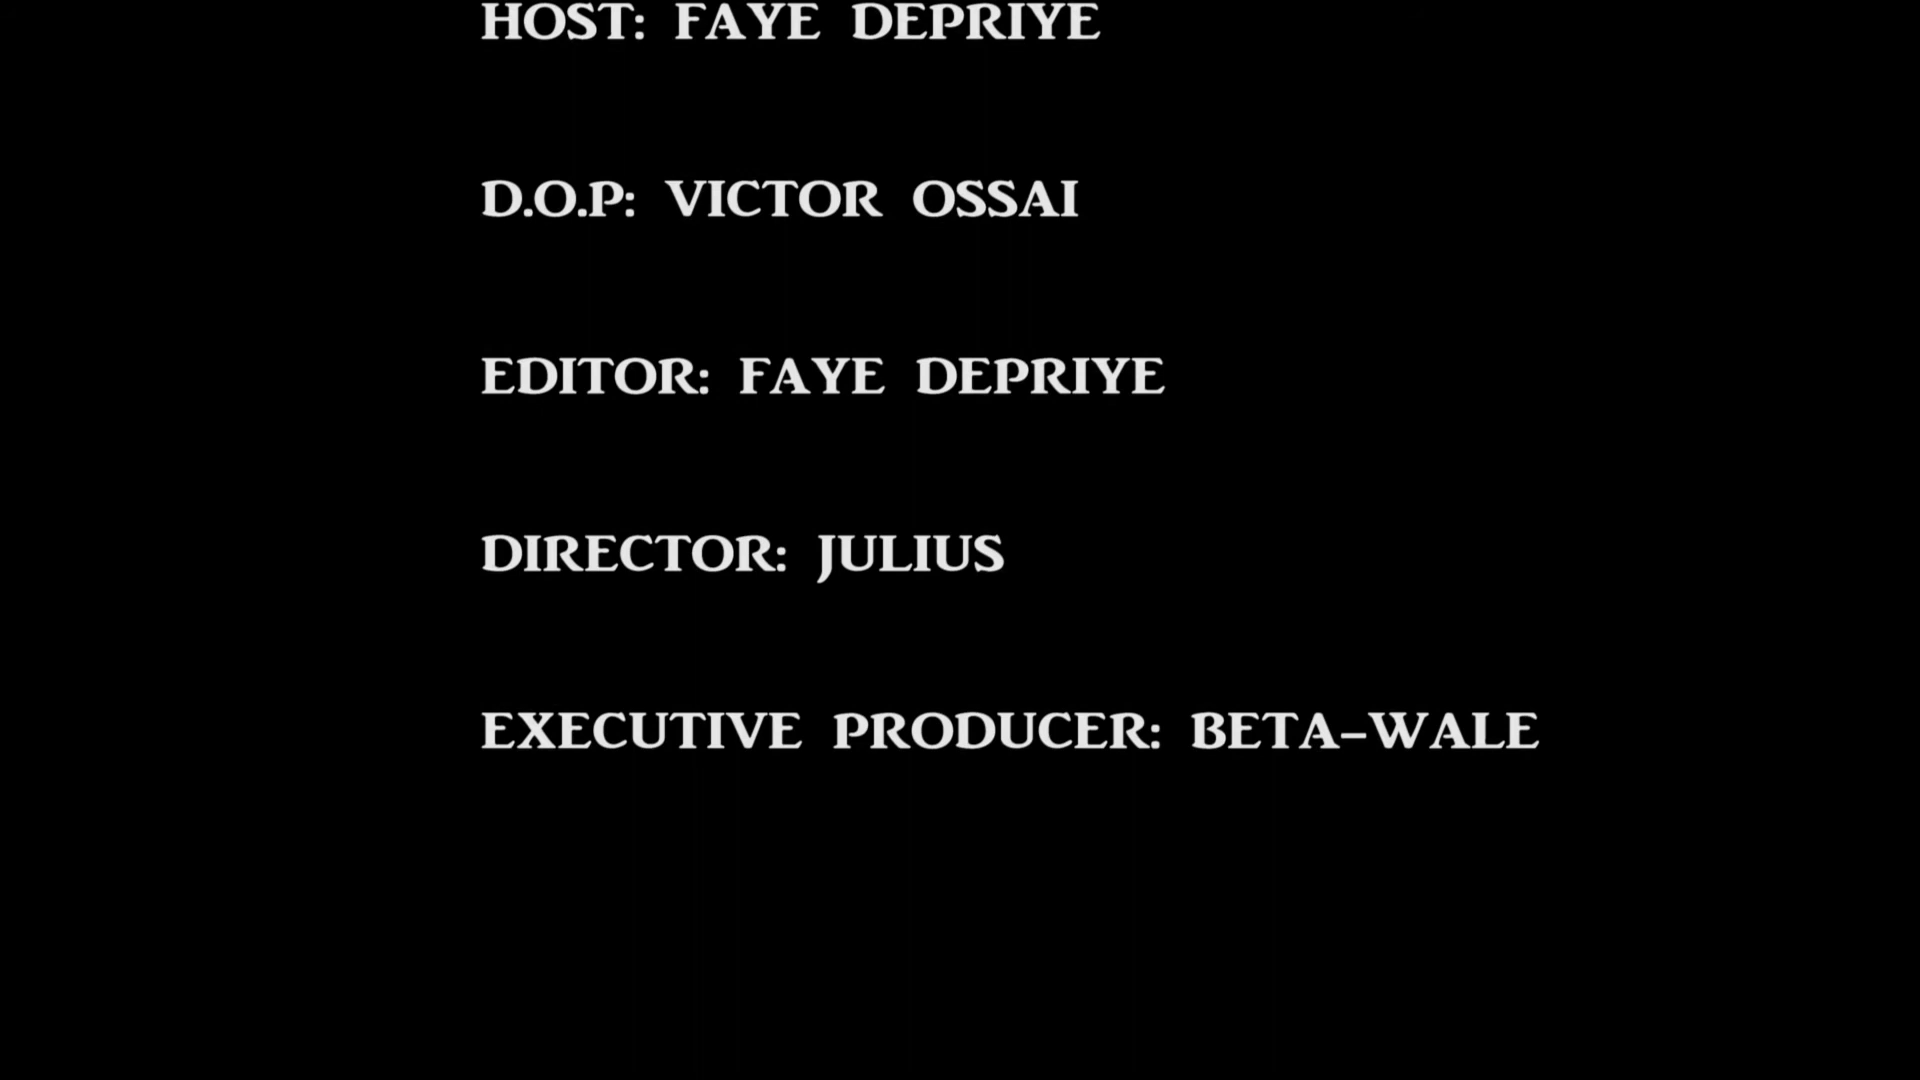 HOST: FAYE DEPRIYE
D.O.P: VICTOR OSSAI
EDITOR: FAYE DEPRIYE
DIRECTOR: JULIUS
EXECUTIVE PRODUCER: BETA-WALE